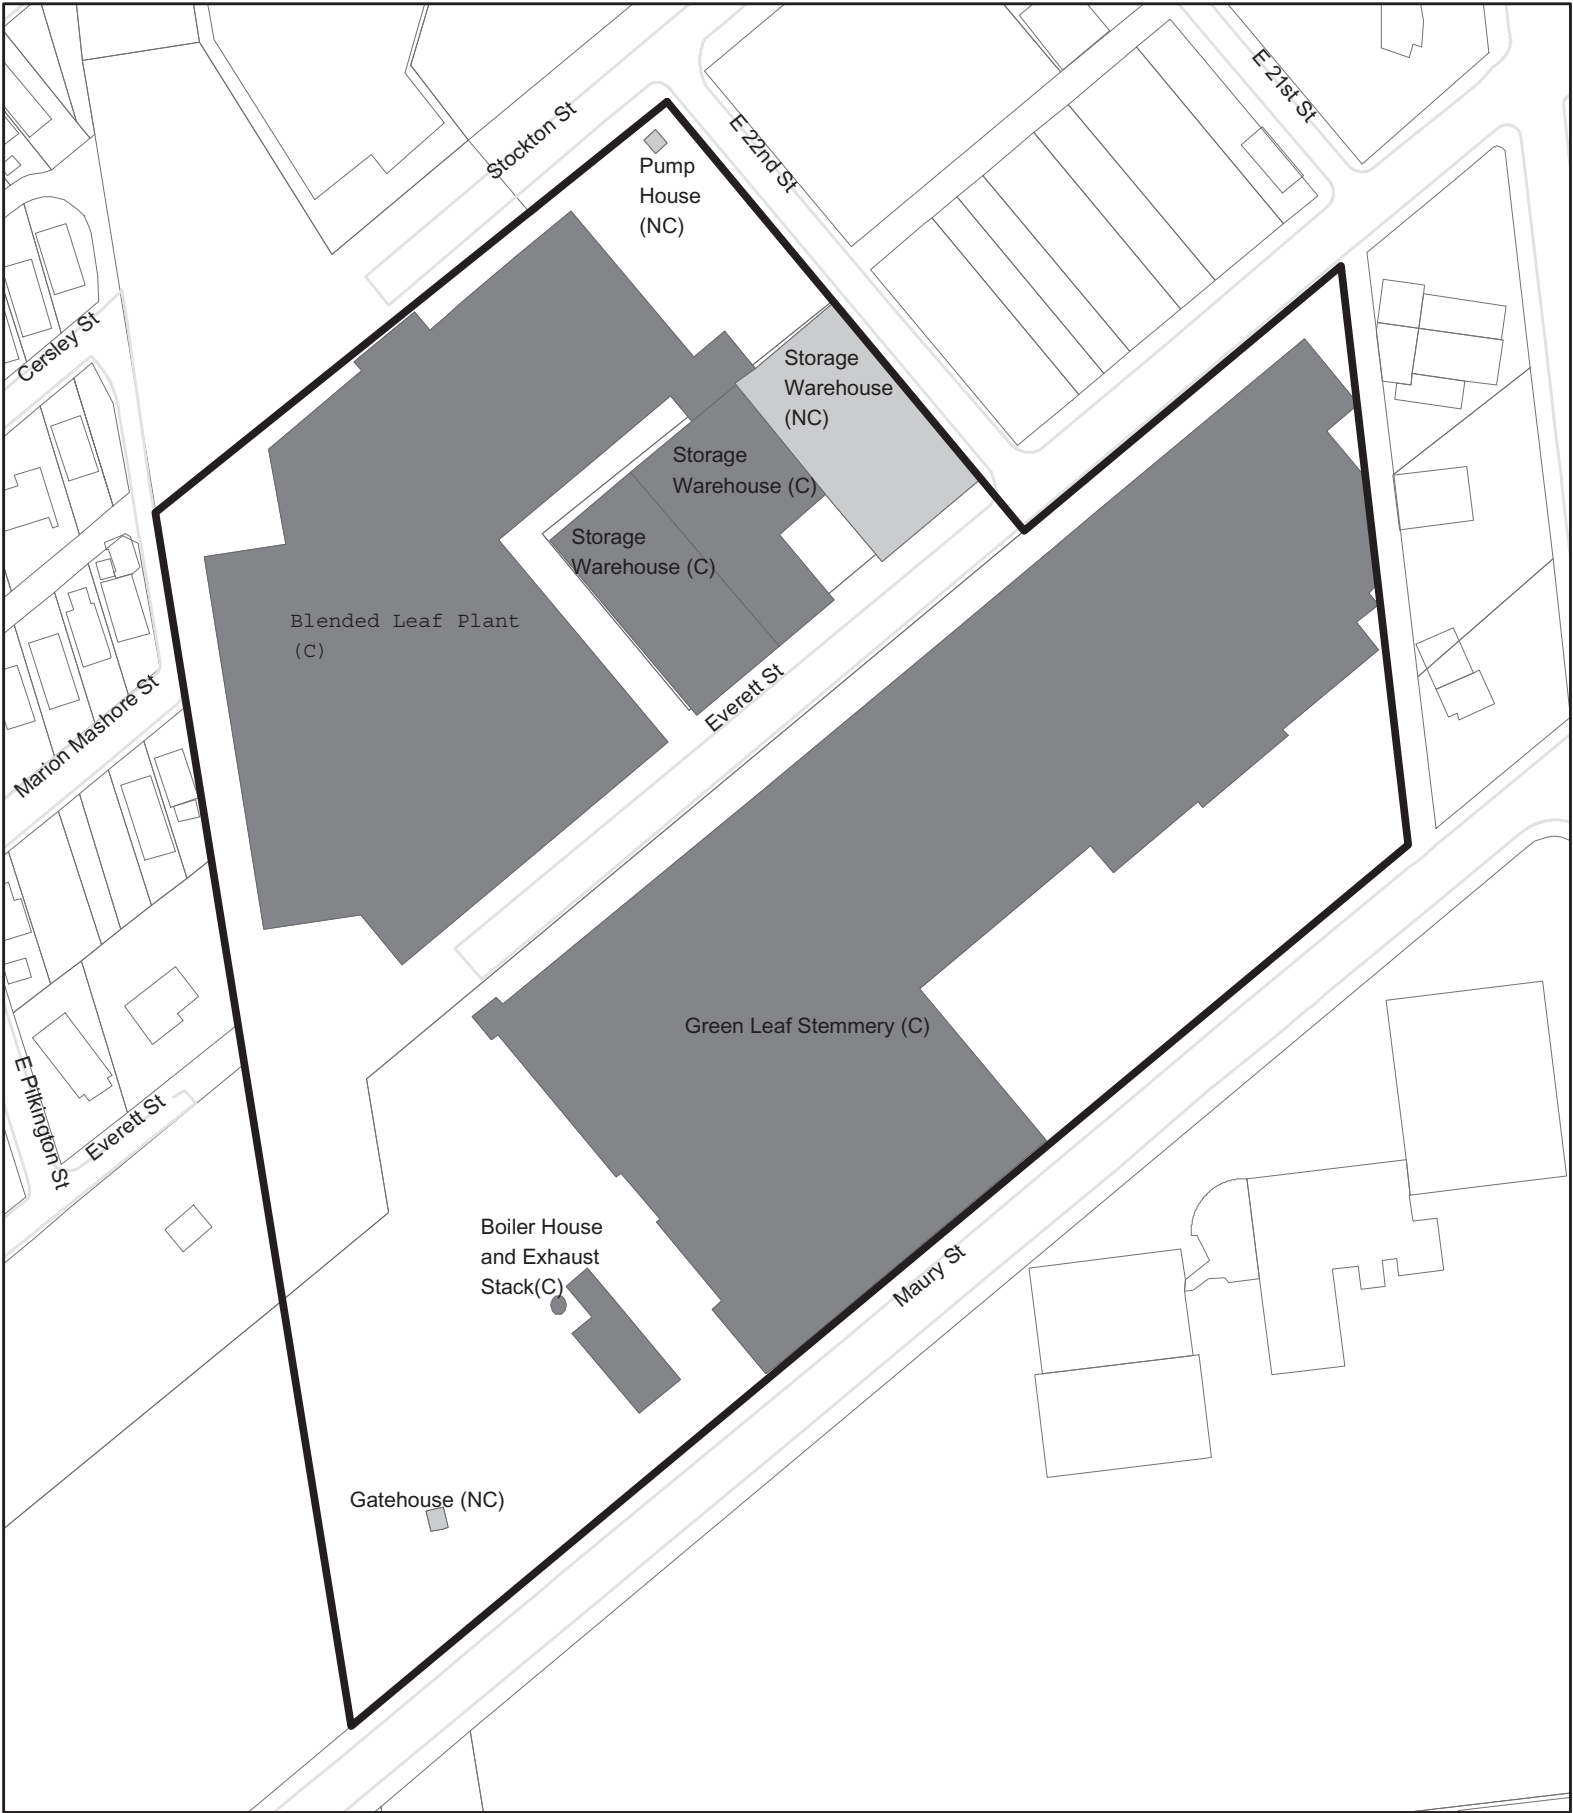 E 21st St
Stockton St
E 22nd St
Pump
House
(NC)
Cersley St
Storage
Warehouse
(NC)
Storage
Warehouse (C)
Storage
Warehouse (C)
Blended Leaf Plant
(C)
Marion Mashore St
Everett St
Green Leaf Stemmery (C)
E Pilkington St
Everett St
Boiler House
and Exhaust
Stack(C)
Maury St
Gatehouse (NC)